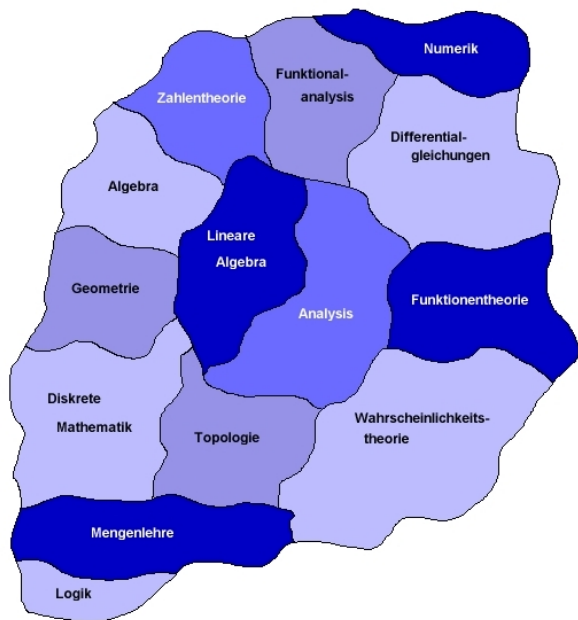 Numerik
Funktional-
analysis
Zahlentheorie
Differential-
gleichungen
Algebra
Lineare
Algebra
Geometrie
Analysis
Funktionentheorie
Diskrete
Mathematik
Topologie
Wahrscheinlichkeits-
theorie
Mengenlehre
Logik